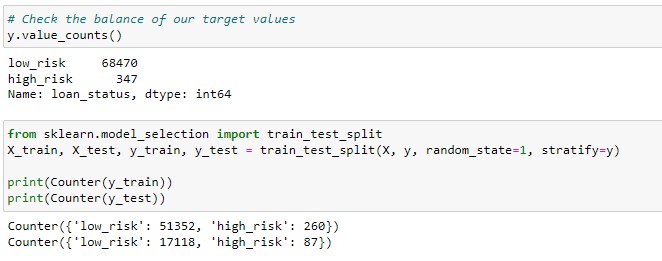 # Check the balance of our target values
y.value_counts()
low_risk     68470
high_risk      347
Name: loan_status, dtype: int64
from sklearn.model_selection import train_test_split
X_train, X_test, y_train, y_test = train_test_split(X, y, random_state=1, stratify=y)
print(Counter(y_train))
print(Counter(y_test))
Counter({'low_risk': 51352, 'high_risk': 260})
Counter({'low_risk': 17118, 'high_risk': 87})